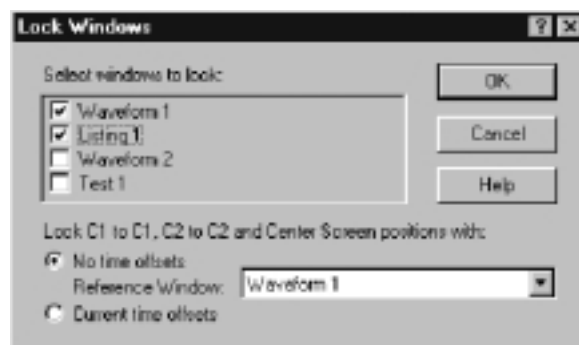 Lock Windows
Select windows to lock:
OK
Waveform 1
Listing 1
Waveform 2
Test 1
Cancel
Help
Lock C1 to C1, C2 to C2 and Center Screen positions with:
No time offsets
Reference Window: Waveform 1
Current time offsets